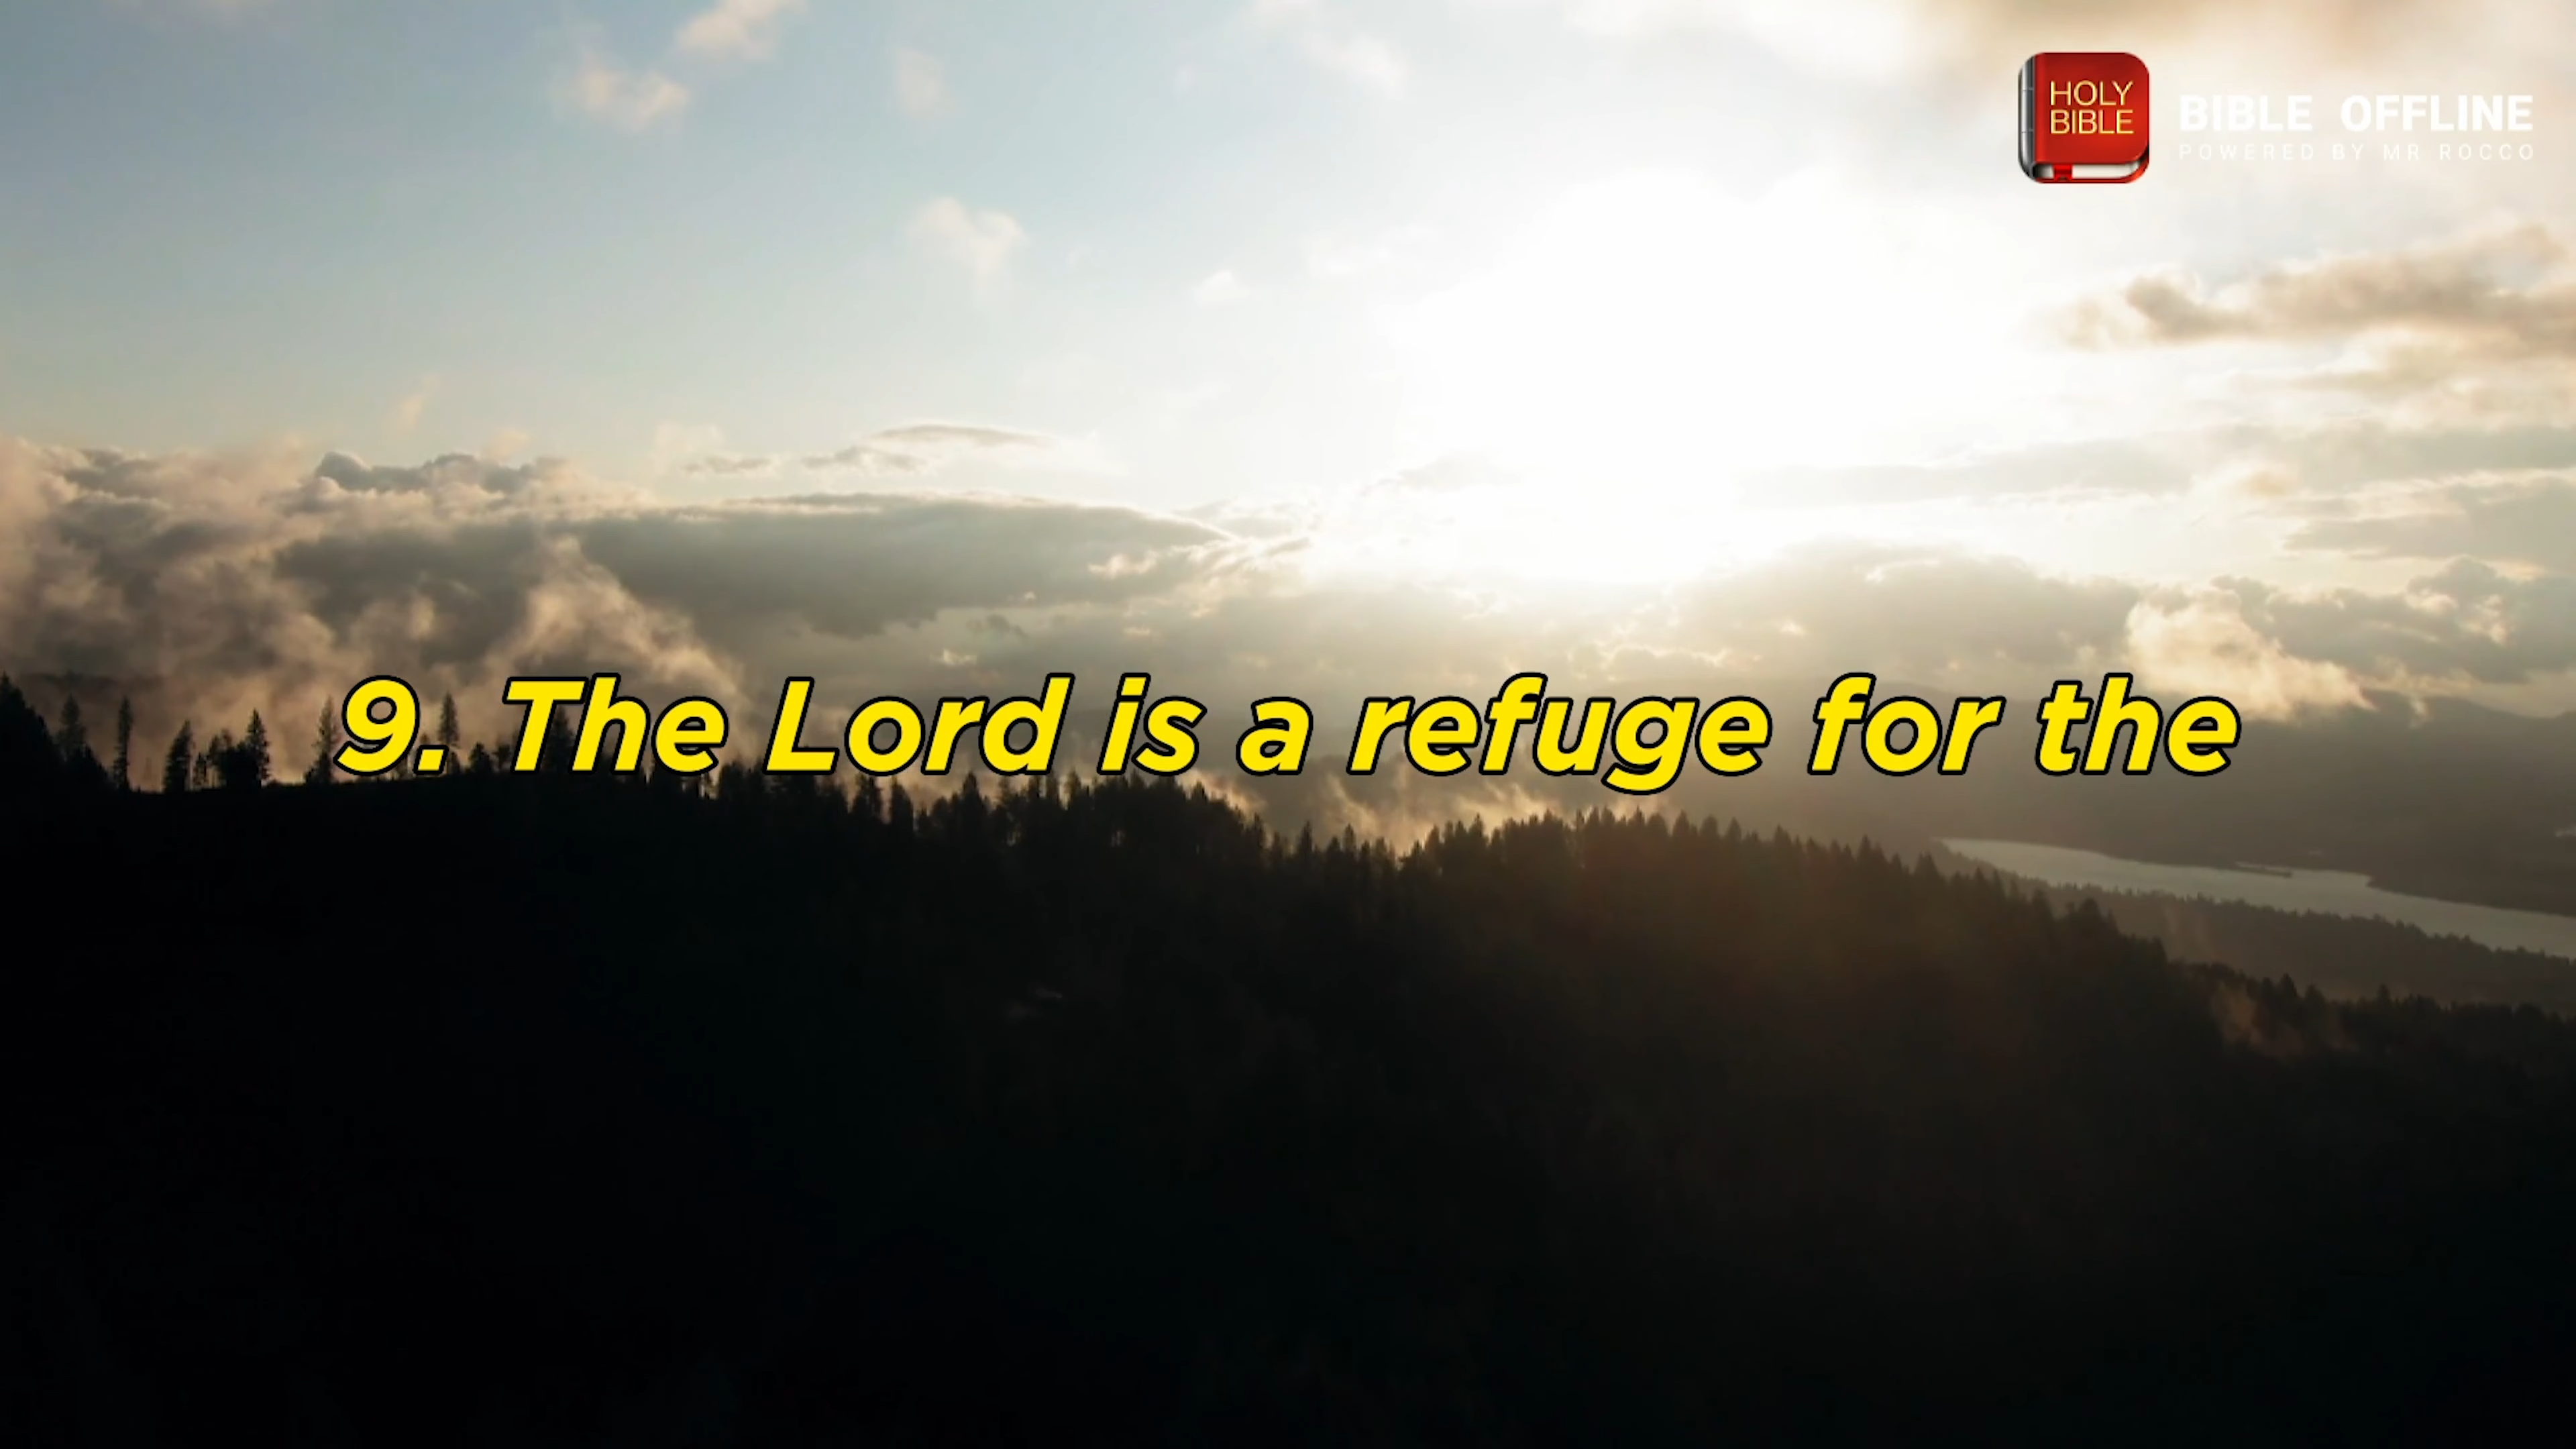 HOLY
BIBLE
BIBLE OFFLINE
POWERED BY MR ROCCO
9. The Lord is a refuge for the